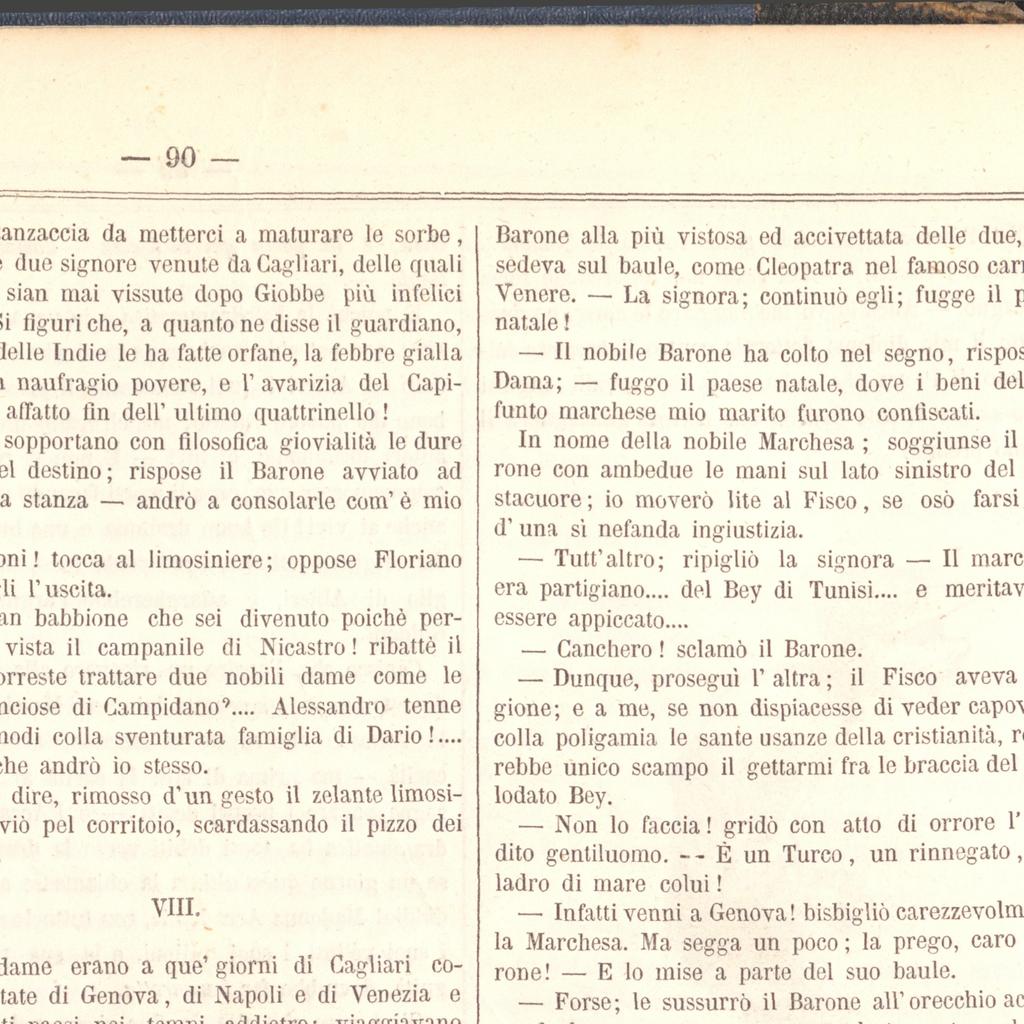 — 90 —
anzaccia da metterci a maturare le sorbe,
due signore venute da Cagliari, delle quali
sian mai vissute dopo Giobbe più infelici
Si figuri che, a quanto ne disse il guardiano,
delle Indie le ha fatte orfane, la febbre gialla
naufragio povere, e l' avarizia del Capi-
affatto fin dell' ultimo quattrinello!
sopportano con filosofica giovialità le dure
el destino; rispose il Barone avviato ad
a stanza — andrò a consolarle com' è mio
oni! tocca al limosiniere; oppose Floriano
gli l'uscita.
an babbione che sei divenuto poichè per-
vista il campanile di Nicastro! ribattè il
orreste trattare due nobili dame come le
nciose di Campidano?.... Alessandro tenne
modi colla sventurata famiglia di Dario!....
che andrò io stesso.
dire, rimosso d'un gesto il zelante limosi-
viò pel corritoio, scardassando il pizzo dei
VIII.
dame erano a que' giorni di Cagliari co-
tate di Genova, di Napoli e di Venezia e
ti paesi nei tempi addietro; viaggiavano
Barone alla più vistosa ed accivettata delle due,
sedeva sul baule, come Cleopatra nel famoso carr
Venere. — La signora; continuò egli; fugge il p
natale!
— Il nobile Barone ha colto nel segno, rispos
Dama; — fuggo il paese natale, dove i beni del
funto marchese mio marito furono confiscati.
In nome della nobile Marchesa; soggiunse il
rone con ambedue le mani sul lato sinistro del
stacuore; io moverò lite al Fisco, se osò farsi
d' una sì nefanda ingiustizia.
— Tutt'altro; ripigliò la signora — Il marc
era partigiano.... del Bey di Tunisi.... e meritav
essere appiccato....
— Canchero! sclamò il Barone.
— Dunque, proseguì l' altra; il Fisco aveva
gione; e a me, se non dispiacesse di veder capov
colla poligamia le sante usanze della cristianità, r
rebbe unico scampo il gettarmi fra le braccia del
lodato Bey.
— Non lo faccia! gridò con atto di orrore l'
dito gentiluomo. -- È un Turco, un rinnegato,
ladro di mare colui!
— Infatti venni a Genova! bisbigliò carezzevolm
la Marchesa. Ma segga un poco; la prego, caro
rone! — E lo mise a parte del suo baule.
— Forse; le sussurrò il Barone all'orecchio ac